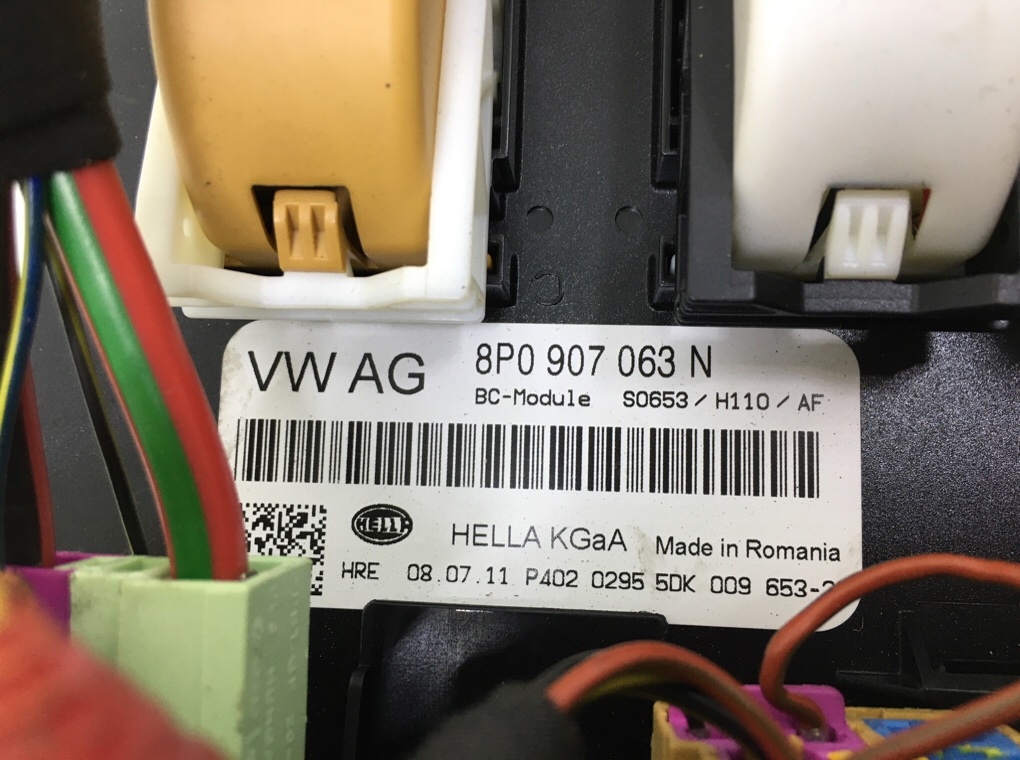 VW AG 8P0 907 063 N
BC-Module S0653 / H110 / AF
HELLA
HELLA KGaA Made in Romania
HRE 08.07.11 P402 0295 5DK 009 653-